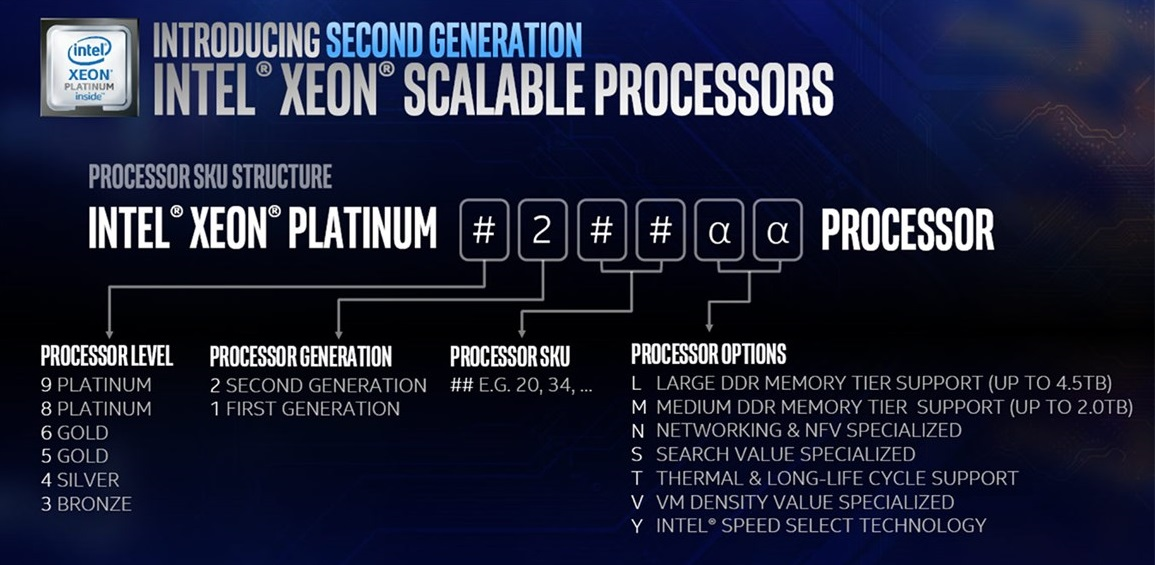 intel
XEON®
PLATINUM
inside™
INTRODUCING SECOND GENERATION
INTEL® XEON® SCALABLE PROCESSORS
PROCESSOR SKU STRUCTURE
INTEL® XEON® PLATINUM # 2 # # α α PROCESSOR
PROCESSOR LEVEL
9 PLATINUM
8 PLATINUM
6 GOLD
5 GOLD
4 SILVER
3 BRONZE
PROCESSOR GENERATION
2 SECOND GENERATION
1 FIRST GENERATION
PROCESSOR SKU
## E.G. 20, 34, ...
PROCESSOR OPTIONS
L LARGE DDR MEMORY TIER SUPPORT (UP TO 4.5TB)
M MEDIUM DDR MEMORY TIER SUPPORT (UP TO 2.0TB)
N NETWORKING & NFV SPECIALIZED
S SEARCH VALUE SPECIALIZED
T THERMAL & LONG-LIFE CYCLE SUPPORT
V VM DENSITY VALUE SPECIALIZED
Y INTEL® SPEED SELECT TECHNOLOGY